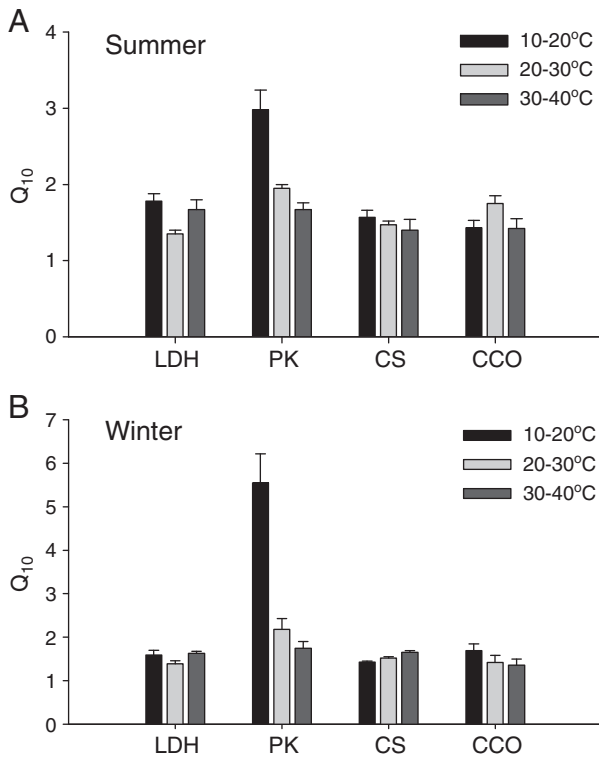 A
Summer
10-20°C
20-30°C
30-40°C
4
3
2
1
0
Q10
LDH PK CS CCO
B
Winter
10-20°C
20-30°C
30-40°C
7
6
5
4
3
2
1
0
Q10
LDH PK CS CCO